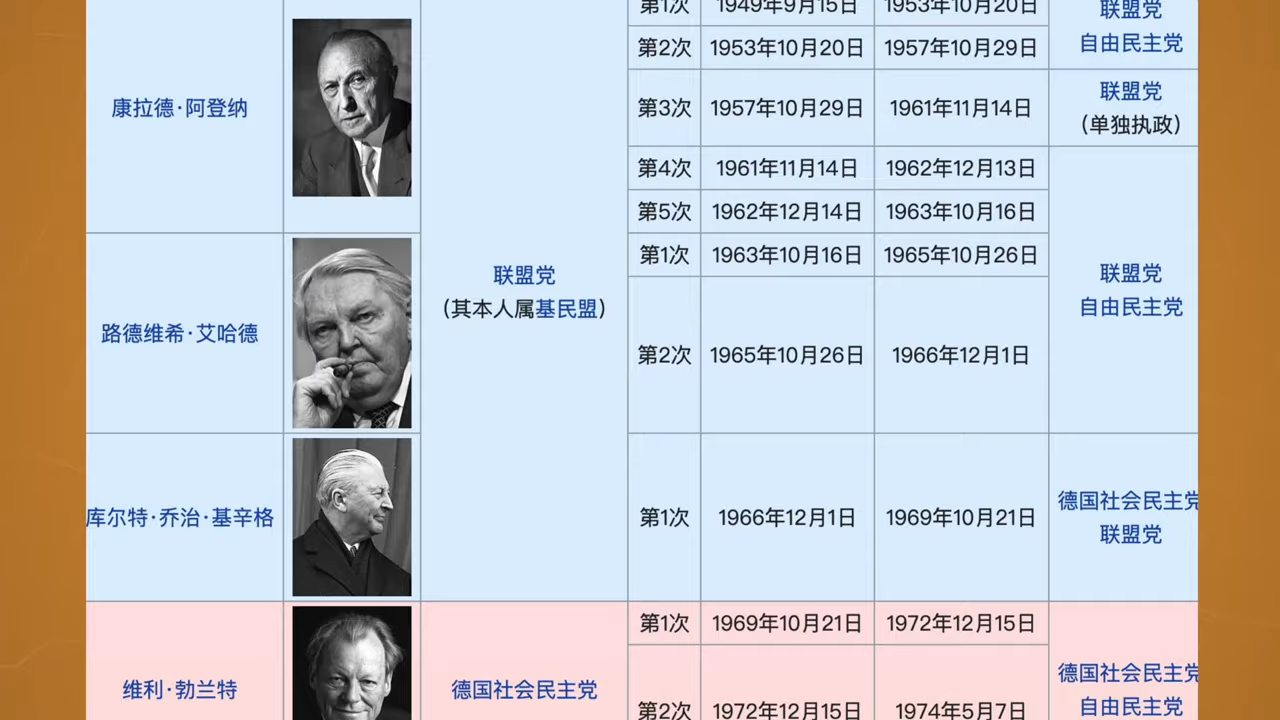 第1次 1949年9月15日 1953年10月20日 联盟党
自由民主党
第2次 1953年10月20日 1957年10月29日
康拉德·阿登纳
第3次 1957年10月29日 1961年11月14日
联盟党
(单独执政)
第4次 1961年11月14日 1962年12月13日
第5次 1962年12月14日 1963年10月16日
联盟党
(其本人属基民盟)
路德维希·艾哈德
第1次 1963年10月16日 1965年10月26日
第2次 1965年10月26日 1966年12月1日
联盟党
自由民主党
库尔特·乔治·基辛格
第1次 1966年12月1日 1969年10月21日
德国社会民主党
联盟党
维利·勃兰特
德国社会民主党
第1次 1969年10月21日 1972年12月15日
第2次 1972年12月15日 1974年5月7日
德国社会民主党
自由民主党